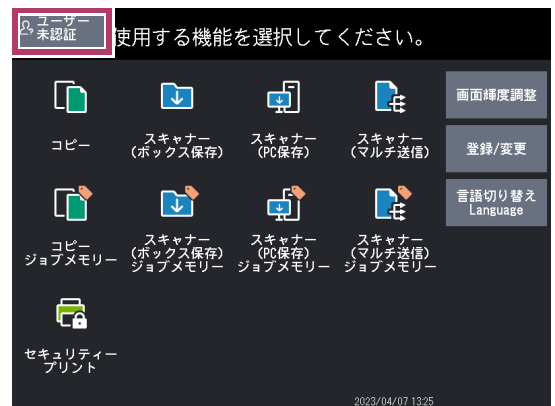 ユーザー
未認証
使用する機能を選択してください。
コピー
スキャナー
(ボックス保存)
スキャナー
(PC保存)
スキャナー
(マルチ送信)
画面輝度調整
登録/変更
言語切り替え
Language
コピー
ジョブメモリー
スキャナー
(ボックス保存)
ジョブメモリー
スキャナー
(PC保存)
ジョブメモリー
スキャナー
(マルチ送信)
ジョブメモリー
セキュリティー
プリント
2023/04/07 13:25